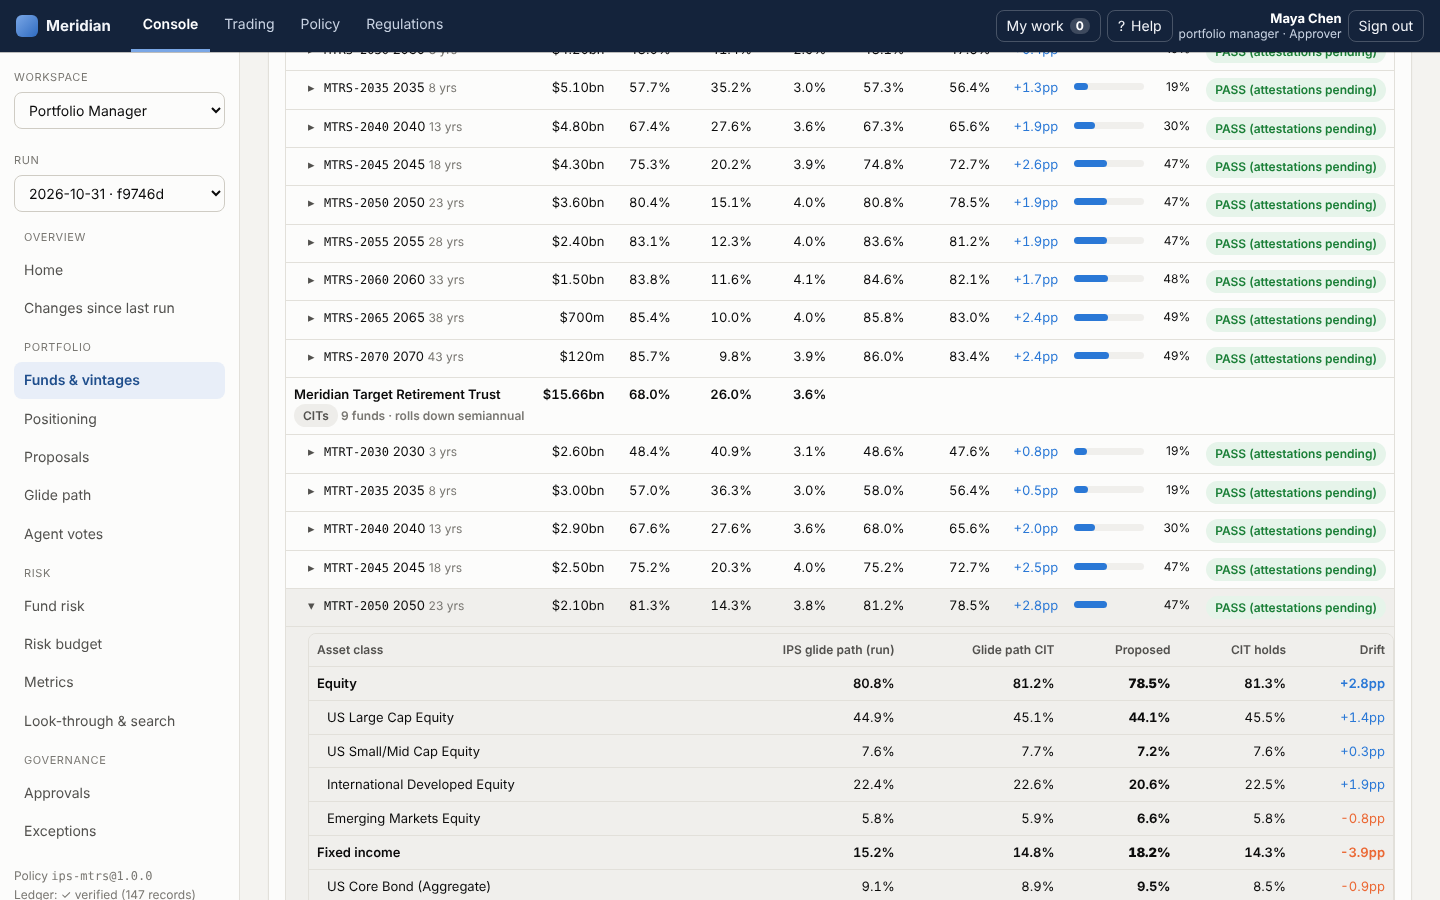 Meridian Console Trading Policy Regulations My work 0 ? Help Maya Chen Sign out
portfolio manager · Approver
WORKSPACE
Portfolio Manager
RUN
2026-10-31 · f9746d
OVERVIEW
Home
Changes since last run
PORTFOLIO
Funds & vintages
Positioning
Proposals
Glide path
Agent votes
RISK
Fund risk
Risk budget
Metrics
Look-through & search
GOVERNANCE
Approvals
Exceptions
Policy ips-mtrs@1.0.0
Ledger: ✓ verified (147 records)
▸ MTRS-2035 2035 8 yrs $5.10bn 57.7% 35.2% 3.0% 57.3% 56.4% +1.3pp 19% PASS (attestations pending)
▸ MTRS-2040 2040 13 yrs $4.80bn 67.4% 27.6% 3.6% 67.3% 65.6% +1.9pp 30% PASS (attestations pending)
▸ MTRS-2045 2045 18 yrs $4.30bn 75.3% 20.2% 3.9% 74.8% 72.7% +2.6pp 47% PASS (attestations pending)
▸ MTRS-2050 2050 23 yrs $3.60bn 80.4% 15.1% 4.0% 80.8% 78.5% +1.9pp 47% PASS (attestations pending)
▸ MTRS-2055 2055 28 yrs $2.40bn 83.1% 12.3% 4.0% 83.6% 81.2% +1.9pp 47% PASS (attestations pending)
▸ MTRS-2060 2060 33 yrs $1.50bn 83.8% 11.6% 4.1% 84.6% 82.1% +1.7pp 48% PASS (attestations pending)
▸ MTRS-2065 2065 38 yrs $700m 85.4% 10.0% 4.0% 85.8% 83.0% +2.4pp 49% PASS (attestations pending)
▸ MTRS-2070 2070 43 yrs $120m 85.7% 9.8% 3.9% 86.0% 83.4% +2.4pp 49% PASS (attestations pending)
Meridian Target Retirement Trust $15.66bn 68.0% 26.0% 3.6%
CITs 9 funds · rolls down semiannual
▸ MTRT-2030 2030 3 yrs $2.60bn 48.4% 40.9% 3.1% 48.6% 47.6% +0.8pp 19% PASS (attestations pending)
▸ MTRT-2035 2035 8 yrs $3.00bn 57.0% 36.3% 3.0% 58.0% 56.4% +0.5pp 19% PASS (attestations pending)
▸ MTRT-2040 2040 13 yrs $2.90bn 67.6% 27.6% 3.6% 68.0% 65.6% +2.0pp 30% PASS (attestations pending)
▸ MTRT-2045 2045 18 yrs $2.50bn 75.2% 20.3% 4.0% 75.2% 72.7% +2.5pp 47% PASS (attestations pending)
▾ MTRT-2050 2050 23 yrs $2.10bn 81.3% 14.3% 3.8% 81.2% 78.5% +2.8pp 47% PASS (attestations pending)
Asset class IPS glide path (run) Glide path CIT Proposed CIT holds Drift
Equity 80.8% 81.2% 78.5% 81.3% +2.8pp
US Large Cap Equity 44.9% 45.1% 44.1% 45.5% +1.4pp
US Small/Mid Cap Equity 7.6% 7.7% 7.2% 7.6% +0.3pp
International Developed Equity 22.4% 22.6% 20.6% 22.5% +1.9pp
Emerging Markets Equity 5.8% 5.9% 6.6% 5.8% -0.8pp
Fixed income 15.2% 14.8% 18.2% 14.3% -3.9pp
US Core Bond (Aggregate) 9.1% 8.9% 9.5% 8.5% -0.9pp